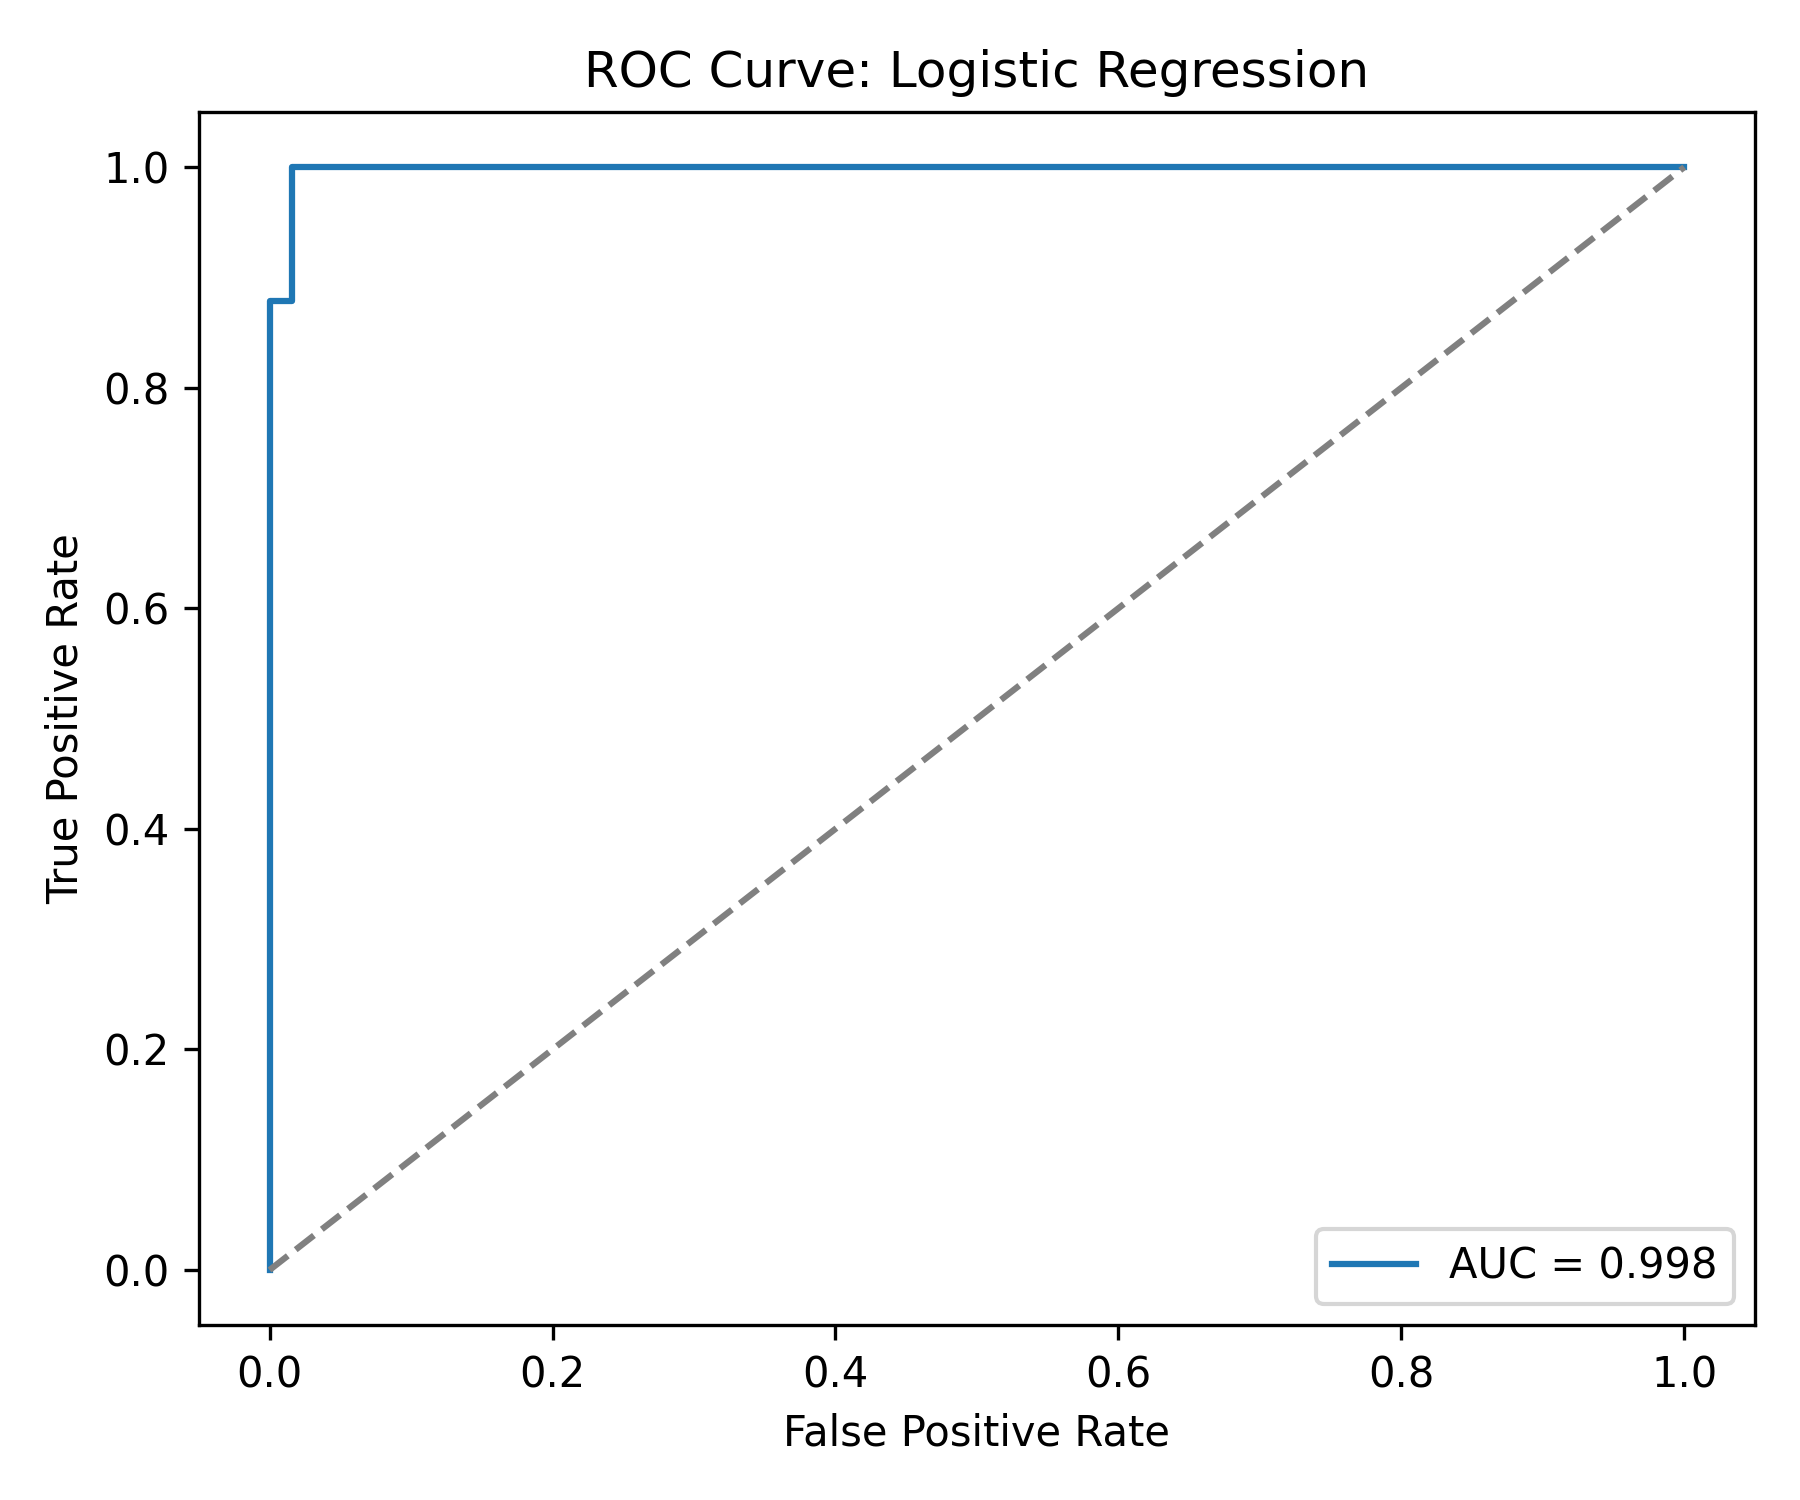 ROC Curve: Logistic Regression
True Positive Rate
1.0
0.8
0.6
0.4
0.2
0.0
AUC = 0.998
0.0 0.2 0.4 0.6 0.8 1.0
False Positive Rate